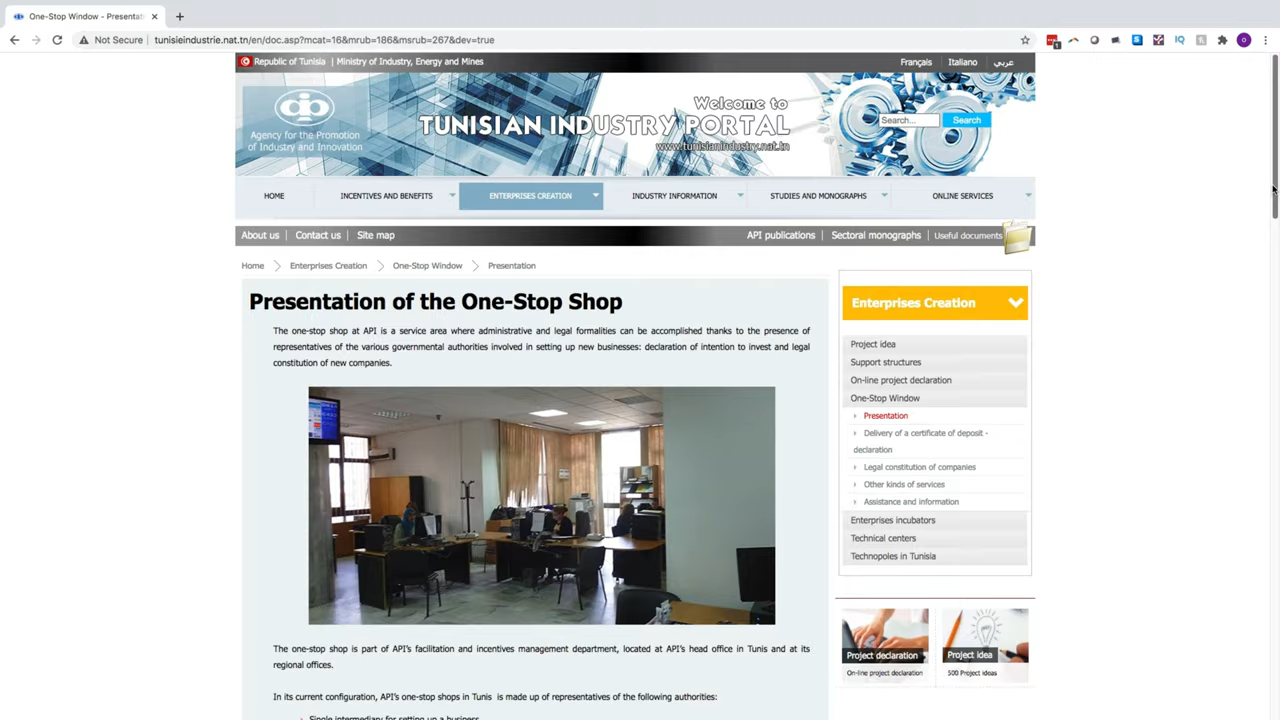 One-Stop Window - Presentat
Not Secure tunisieindustrie.nat.tn/en/doc.asp?mcat=16&mrub=186&msrub=267&dev=true
Republic of Tunisia | Ministry of Industry, Energy and Mines
Français Italiano عربي
Welcome to
TUNISIAN INDUSTRY PORTAL
www.tunisianindustry.nat.tn
Agency for the Promotion
of Industry and Innovation
Search... Search
HOME INCENTIVES AND BENEFITS ENTERPRISES CREATION INDUSTRY INFORMATION STUDIES AND MONOGRAPHS ONLINE SERVICES
About us | Contact us | Site map API publications | Sectoral monographs | Useful documents
Home Enterprises Creation One-Stop Window Presentation
Presentation of the One-Stop Shop
The one-stop shop at API is a service area where administrative and legal formalities can be accomplished thanks to the presence of
representatives of the various governmental authorities involved in setting up new businesses: declaration of intention to invest and legal
constitution of new companies.
The one-stop shop is part of API's facilitation and incentives management department, located at API's head office in Tunis and at its
regional offices.
In its current configuration, API's one-stop shops in Tunis is made up of representatives of the following authorities:
Single intermediary for setting up a business
Enterprises Creation
Project idea
Support structures
On-line project declaration
One-Stop Window
Presentation
Delivery of a certificate of deposit -
declaration
Legal constitution of companies
Other kinds of services
Assistance and information
Enterprises incubators
Technical centers
Technopoles in Tunisia
Project declaration
On-line project declaration
Project idea
500 Project ideas